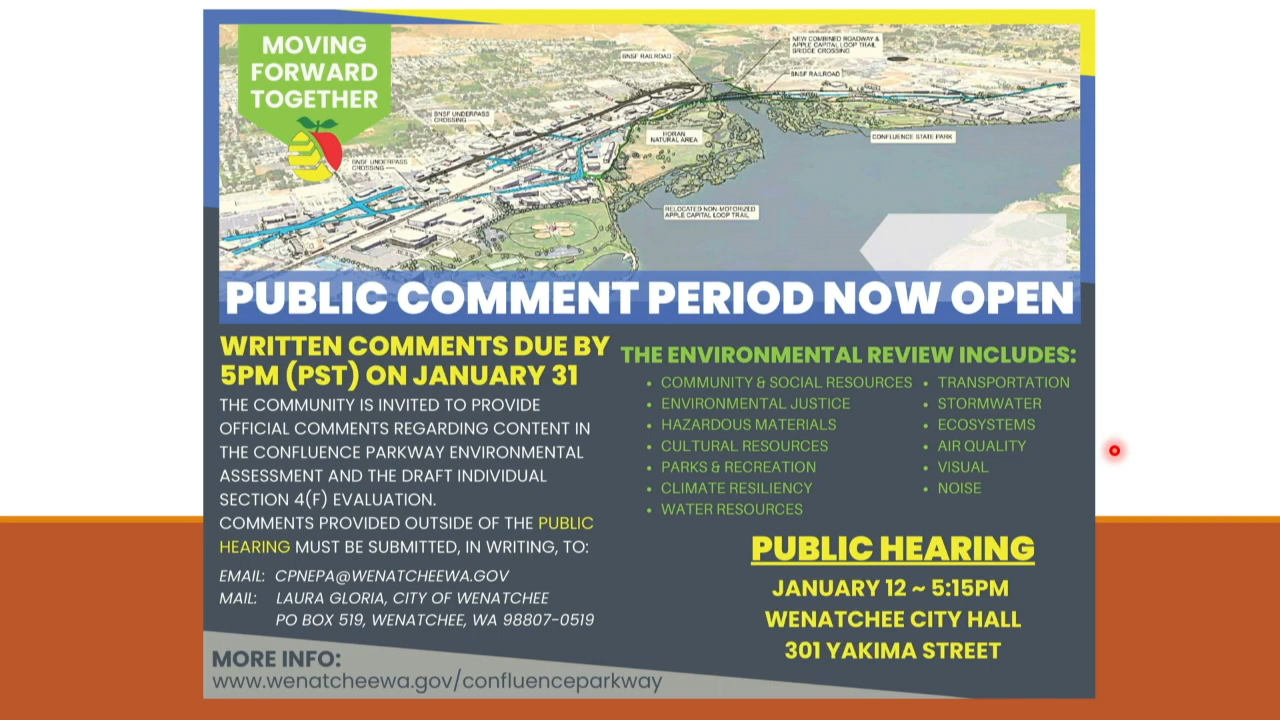 MOVING
FORWARD
TOGETHER
BNSF RAILROAD
NEW COMBINED ROADWAY &
APPLE CAPITAL LOOP TRAIL
BRIDGE CROSSING
BNSF RAILROAD
BNSF UNDERPASS
CROSSING
HORAN
NATURAL AREA
CONFLUENCE STATE PARK
BNSF UNDERPASS
CROSSING
RELOCATED NON-MOTORIZED
APPLE CAPITAL LOOP TRAIL
PUBLIC COMMENT PERIOD NOW OPEN
WRITTEN COMMENTS DUE BY
5PM (PST) ON JANUARY 31
THE COMMUNITY IS INVITED TO PROVIDE
OFFICIAL COMMENTS REGARDING CONTENT IN
THE CONFLUENCE PARKWAY ENVIRONMENTAL
ASSESSMENT AND THE DRAFT INDIVIDUAL
SECTION 4(F) EVALUATION.
COMMENTS PROVIDED OUTSIDE OF THE PUBLIC
HEARING MUST BE SUBMITTED, IN WRITING, TO:
EMAIL: CPNEPA@WENATCHEEWA.GOV
MAIL: LAURA GLORIA, CITY OF WENATCHEE
PO BOX 519, WENATCHEE, WA 98807-0519
MORE INFO:
www.wenatcheewa.gov/confluenceparkway
THE ENVIRONMENTAL REVIEW INCLUDES:
• COMMUNITY & SOCIAL RESOURCES
• ENVIRONMENTAL JUSTICE
• HAZARDOUS MATERIALS
• CULTURAL RESOURCES
• PARKS & RECREATION
• CLIMATE RESILIENCY
• WATER RESOURCES
• TRANSPORTATION
• STORMWATER
• ECOSYSTEMS
• AIR QUALITY
• VISUAL
• NOISE
PUBLIC HEARING
JANUARY 12 ~ 5:15PM
WENATCHEE CITY HALL
301 YAKIMA STREET